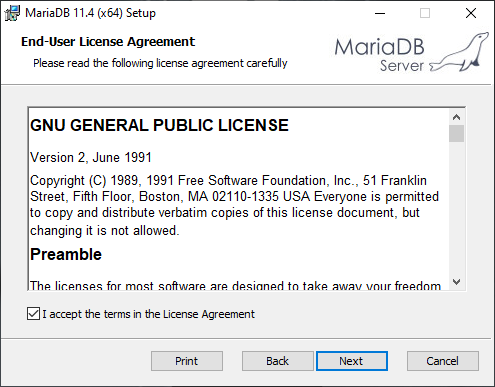 MariaDB 11.4 (x64) Setup
End-User License Agreement
Please read the following license agreement carefully
MariaDB
Server
GNU GENERAL PUBLIC LICENSE
Version 2, June 1991
Copyright (C) 1989, 1991 Free Software Foundation, Inc., 51 Franklin
Street, Fifth Floor, Boston, MA 02110-1335 USA Everyone is permitted
to copy and distribute verbatim copies of this license document, but
changing it is not allowed.
Preamble
The licenses for most software are designed to take away your freedom
I accept the terms in the License Agreement
Print
Back
Next
Cancel